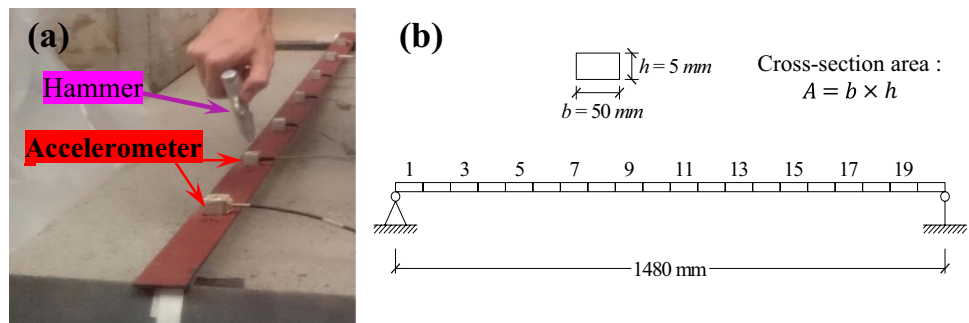 (a)
Hammer
Accelerometer
(b)
h = 5 mm
b = 50 mm
Cross-section area :
A = b × h
1 3 5 7 9 11 13 15 17 19
1480 mm